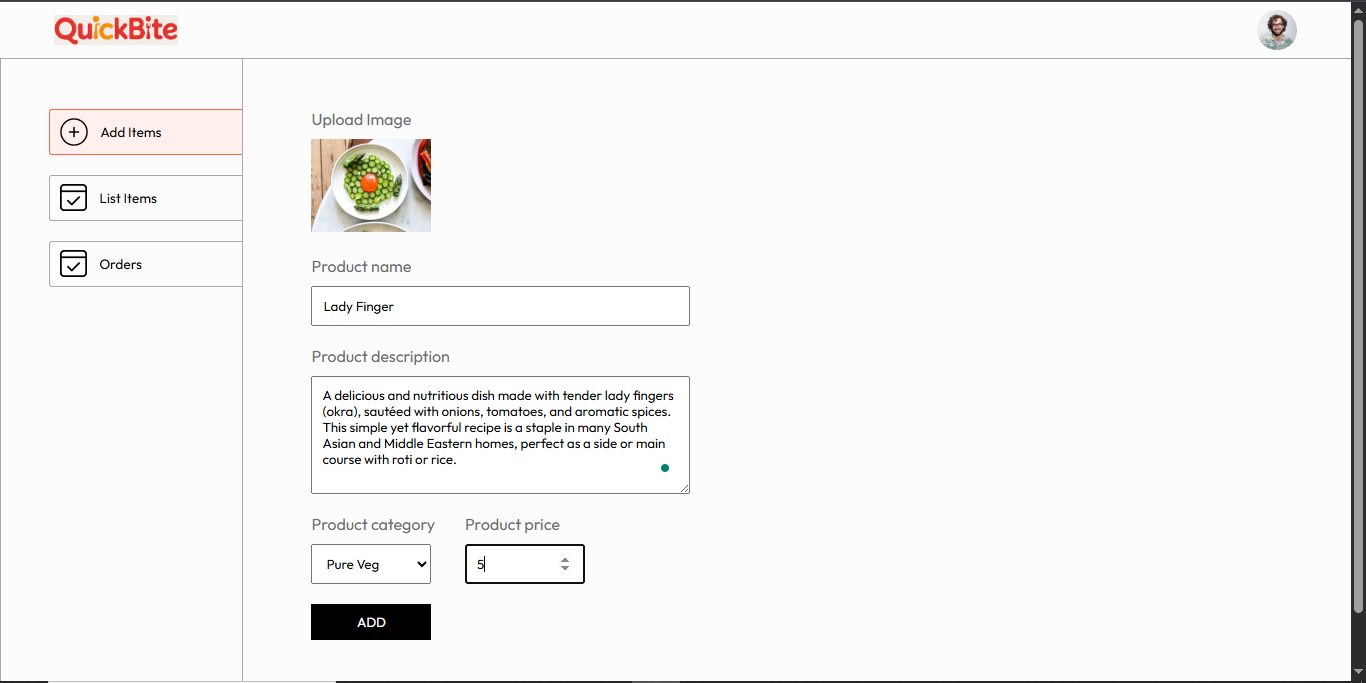 QuickBite
Add Items
List Items
Orders
Upload Image
Product name
Lady Finger
Product description
A delicious and nutritious dish made with tender lady fingers
(okra), sautéed with onions, tomatoes, and aromatic spices.
This simple yet flavorful recipe is a staple in many South
Asian and Middle Eastern homes, perfect as a side or main
course with roti or rice.
Product category
Product price
Pure Veg
5
ADD